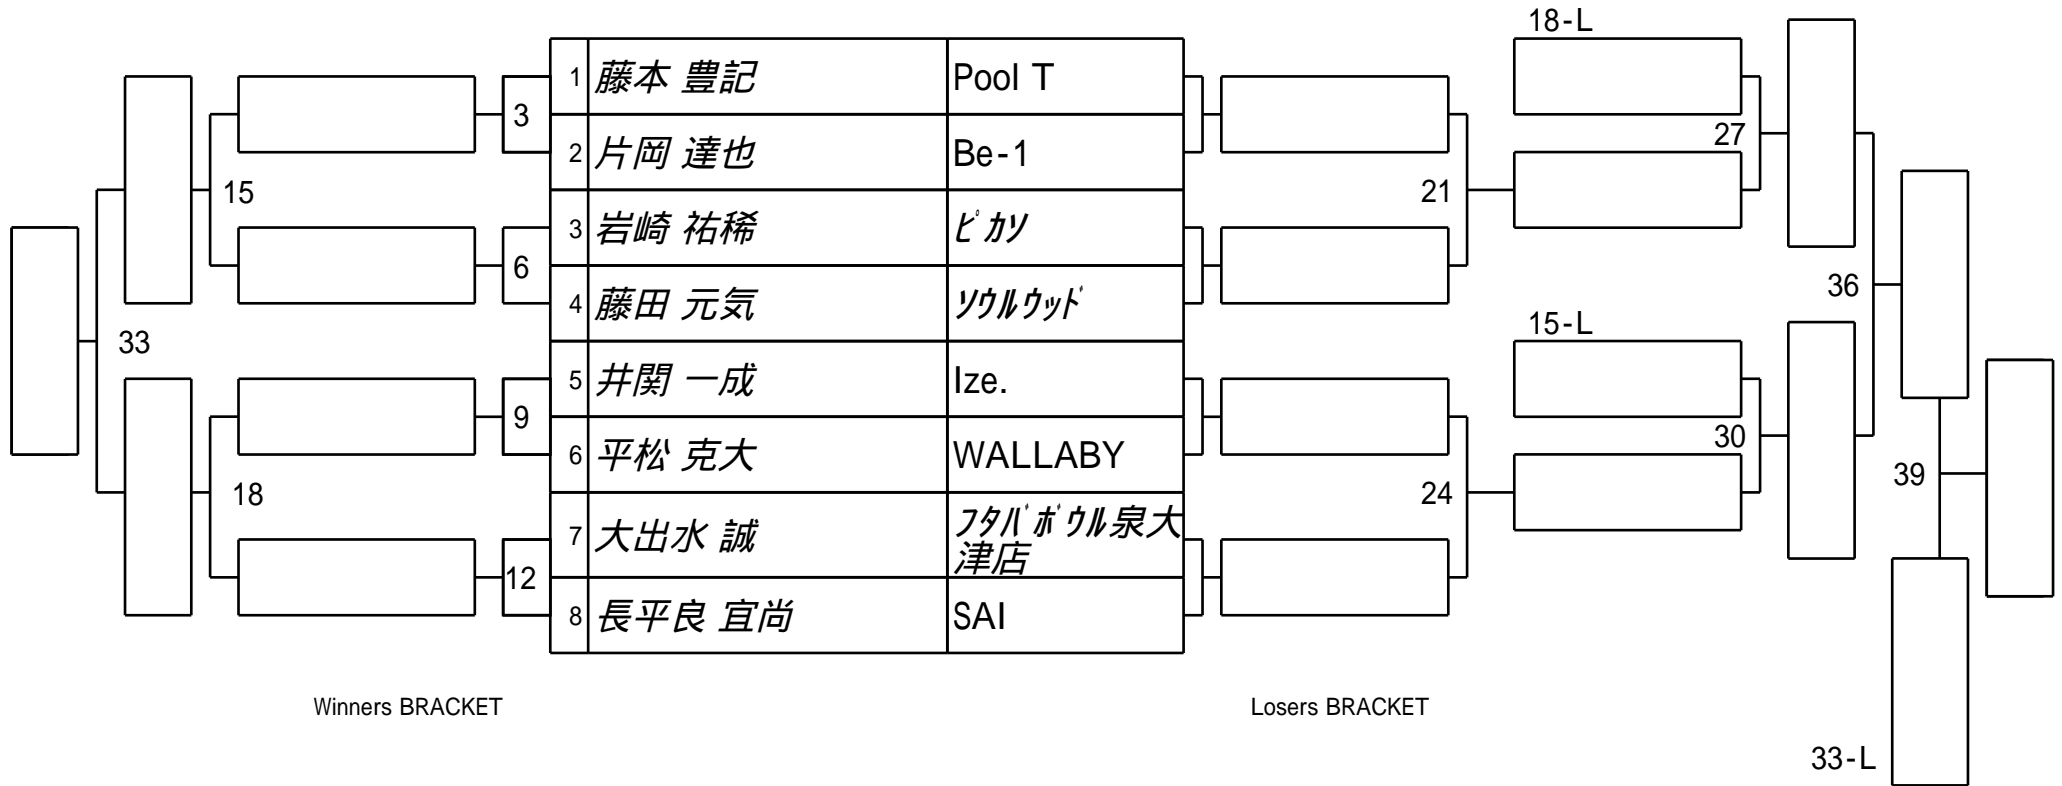 18-L
1 藤本 豊記 Pool T
3
27
2 片岡 達也 Be-1
15
21
3 岩崎 祐稀 ﾋﾟｶｿ
6
36
4 藤田 元気 ｿｳﾙｳｯﾄﾞ
15-L
33
5 井関 一成 Ize.
9
30
6 平松 克大 WALLABY
39
18
24
7 大出水 誠 ﾌﾀﾊﾞﾎﾞｳﾙ泉大
津店
12
8 長平良 宜尚 SAI
Winners BRACKET
Losers BRACKET
33-L